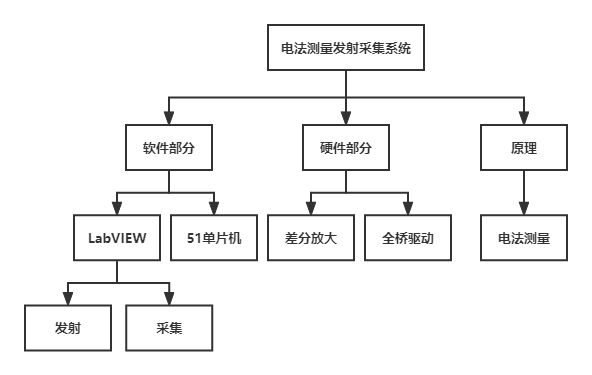 电法测量发射采集系统
软件部分
硬件部分
原理
LabVIEW
51单片机
差分放大
全桥驱动
电法测量
发射
采集